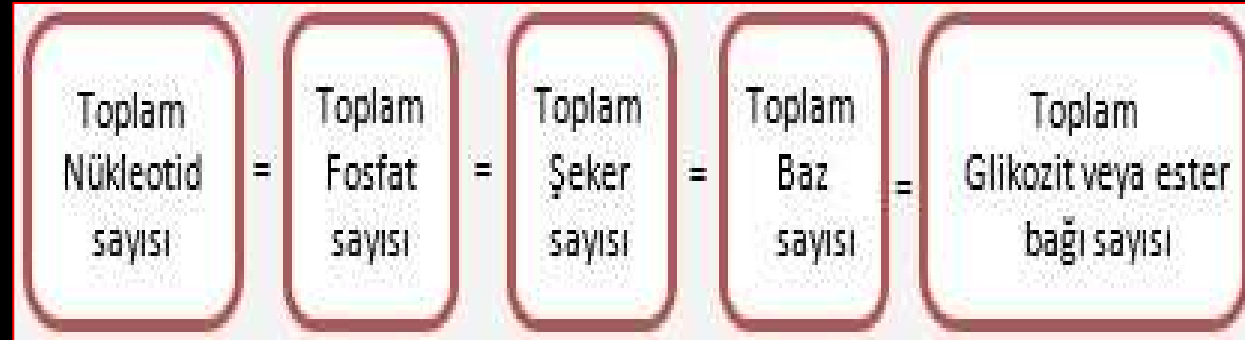 Toplam
Nükleotid
sayısı
=
Toplam
Fosfat
sayısı
=
Toplam
Şeker
sayısı
=
Toplam
Baz
sayısı
=
Toplam
Glikozit veya ester
bağı sayısı